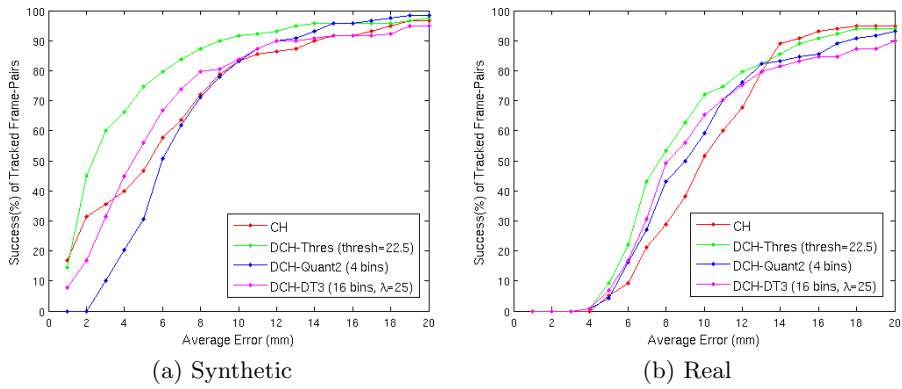 100
90
80
70
60
50
40
30
20
10
0
Success(%) of Tracked Frame-Pairs
CH
DCH-Thres (thresh=22.5)
DCH-Quant2 (4 bins)
DCH-DT3 (16 bins, λ=25)
0 2 4 6 8 10 12 14 16 18 20
Average Error (mm)
(a) Synthetic
100
90
80
70
60
50
40
30
20
10
0
Success(%) of Tracked Frame-Pairs
CH
DCH-Thres (thresh=22.5)
DCH-Quant2 (4 bins)
DCH-DT3 (16 bins, λ=25)
0 2 4 6 8 10 12 14 16 18 20
Average Error (mm)
(b) Real